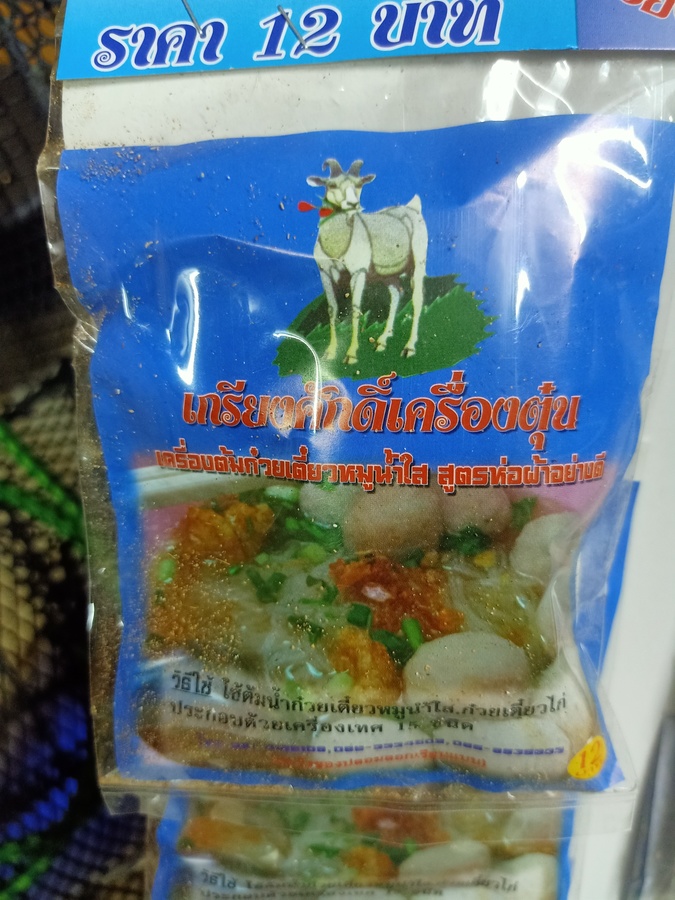 ราคา 12 บาท
เกรียงศักดิ์เครื่องตุ๋น
เครื่องต้มก๋วยเตี๋ยวหมูน้ำใส สูตรห่อผ้าอย่างดี
วิธีใช้ ใช้ต้มน้ำก๋วยเตี๋ยวหมูน้ำใส,ก๋วยเตี๋ยวไก่
ประกอบด้วยเครื่องเทศ
12
วิธีใช้